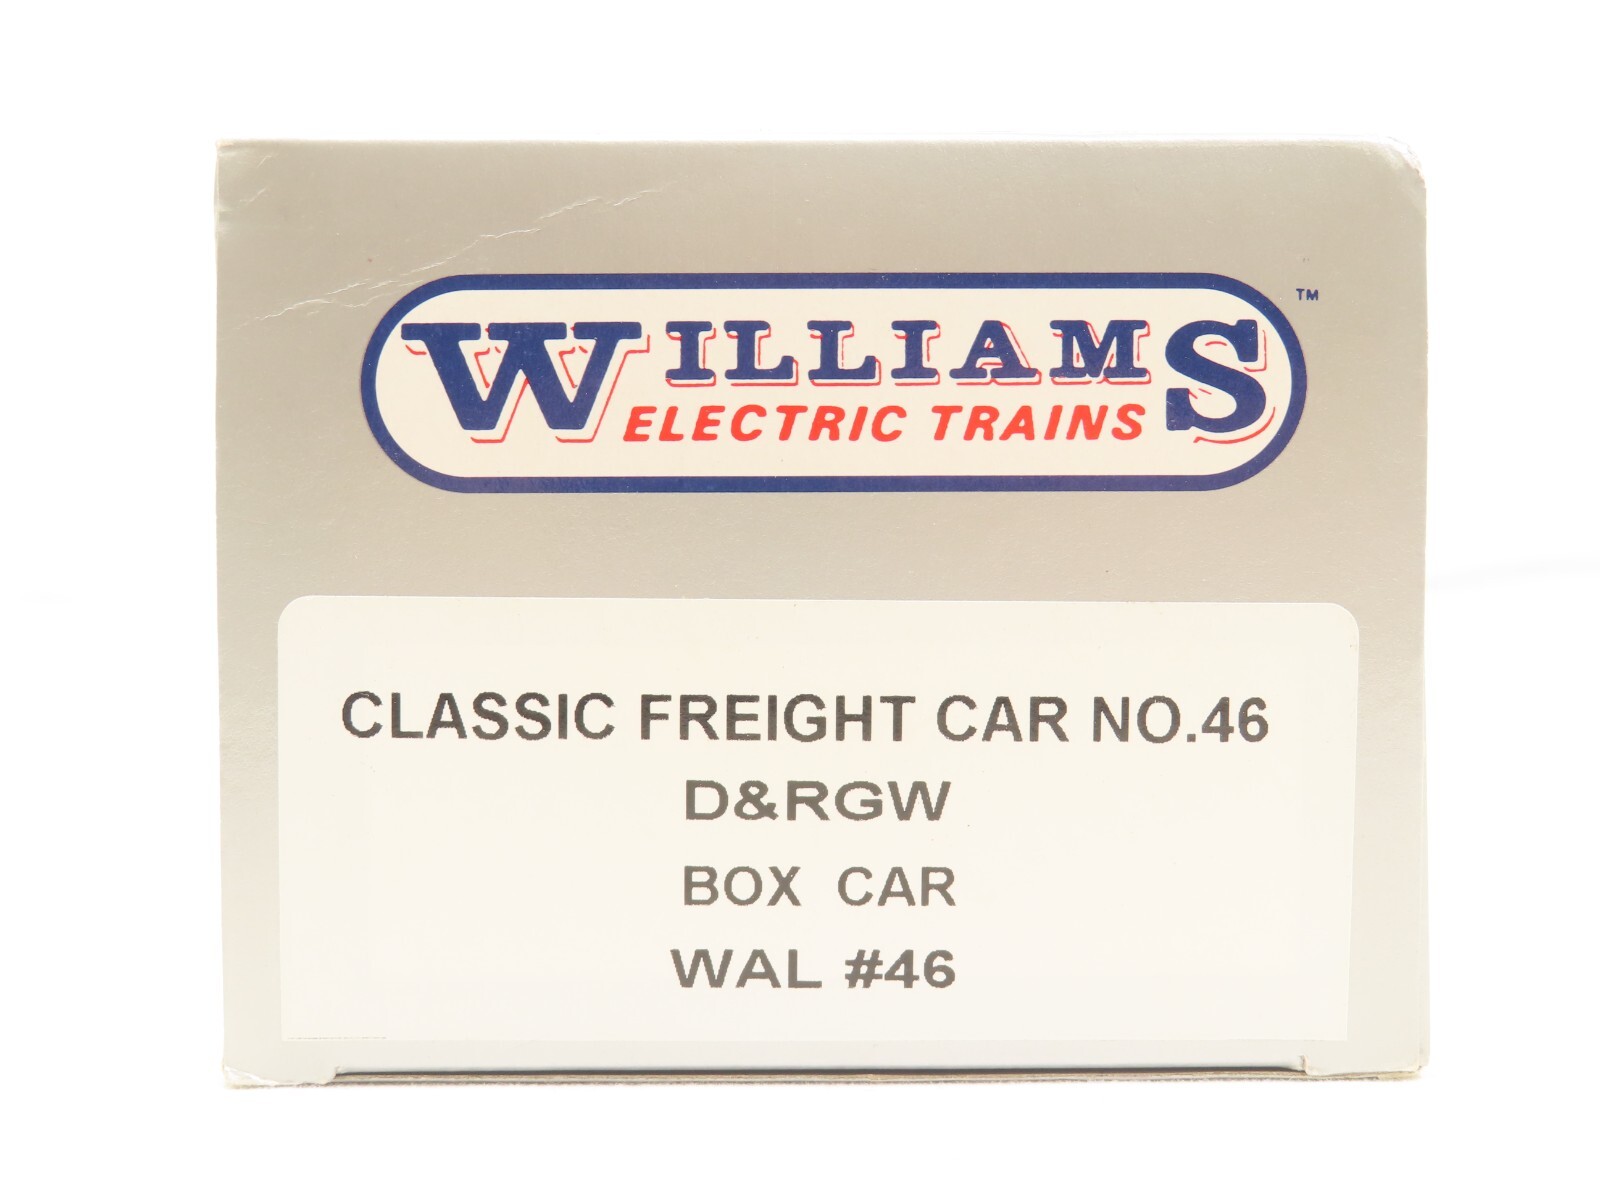 WILLIAMS ™
ELECTRIC TRAINS
CLASSIC FREIGHT CAR NO.46
D&RGW
BOX CAR
WAL #46